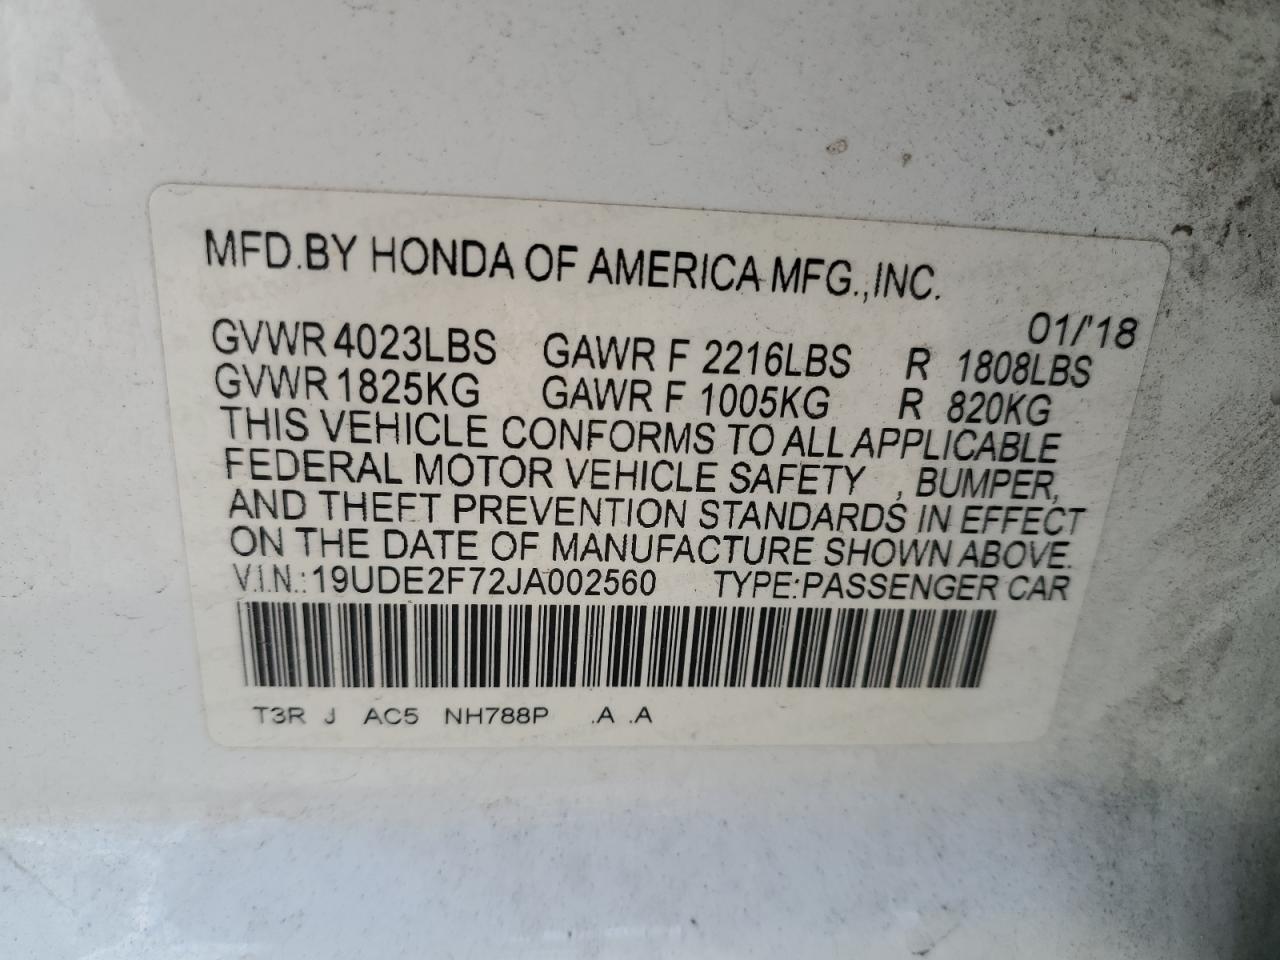 MFD.BY HONDA OF AMERICA MFG.,INC.
01/'18
GVWR 4023LBS GAWR F 2216LBS R 1808LBS
GVWR 1825KG GAWR F 1005KG R 820KG
THIS VEHICLE CONFORMS TO ALL APPLICABLE
FEDERAL MOTOR VEHICLE SAFETY , BUMPER,
AND THEFT PREVENTION STANDARDS IN EFFECT
ON THE DATE OF MANUFACTURE SHOWN ABOVE.
V.I.N.: 19UDE2F72JA002560 TYPE:PASSENGER CAR
T3R J AC5 NH788P .A .A